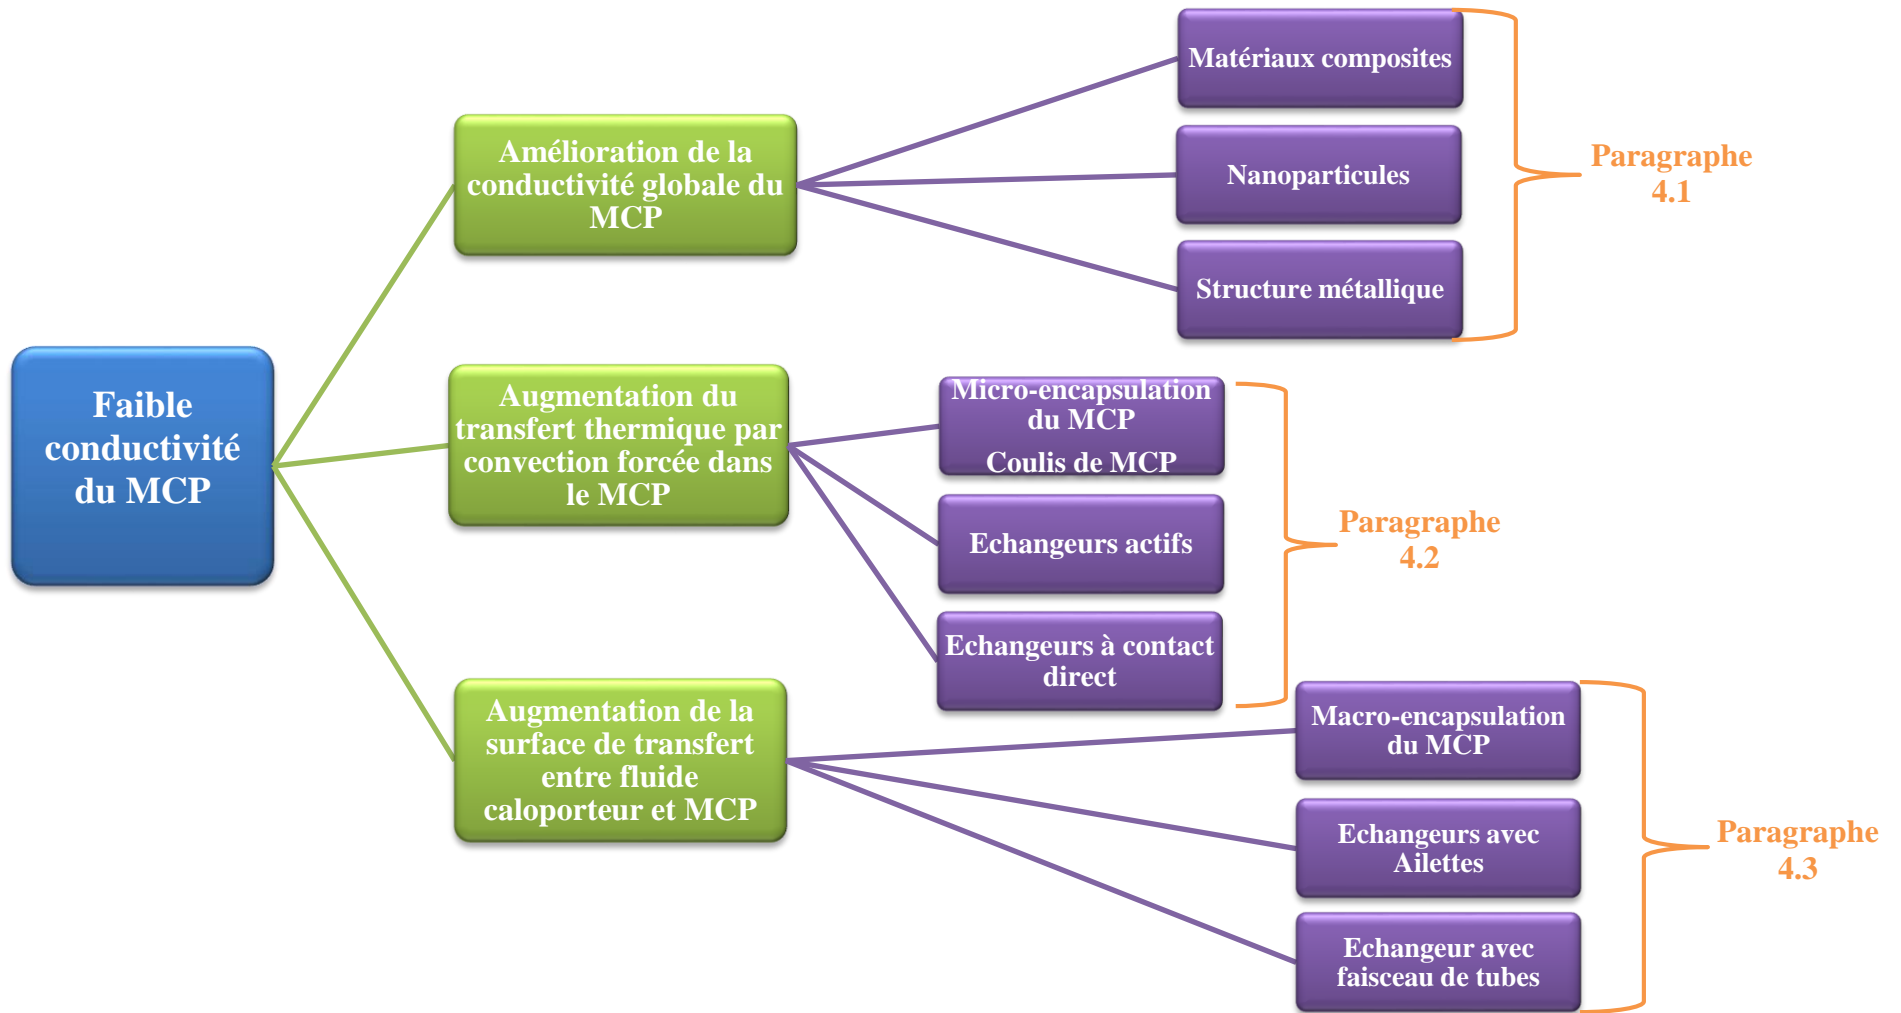 Faible
conductivité
du MCP
Amélioration de la
conductivité globale du
MCP
Matériaux composites
Nanoparticules
Structure métallique
Paragraphe
4.1
Augmentation du
transfert thermique par
convection forcée dans
le MCP
Micro-encapsulation
du MCP
Coulis de MCP
Echangeurs actifs
Echangeurs à contact
direct
Paragraphe
4.2
Augmentation de la
surface de transfert
entre fluide
caloporteur et MCP
Macro-encapsulation
du MCP
Echangeurs avec
Ailettes
Echangeur avec
faisceau de tubes
Paragraphe
4.3